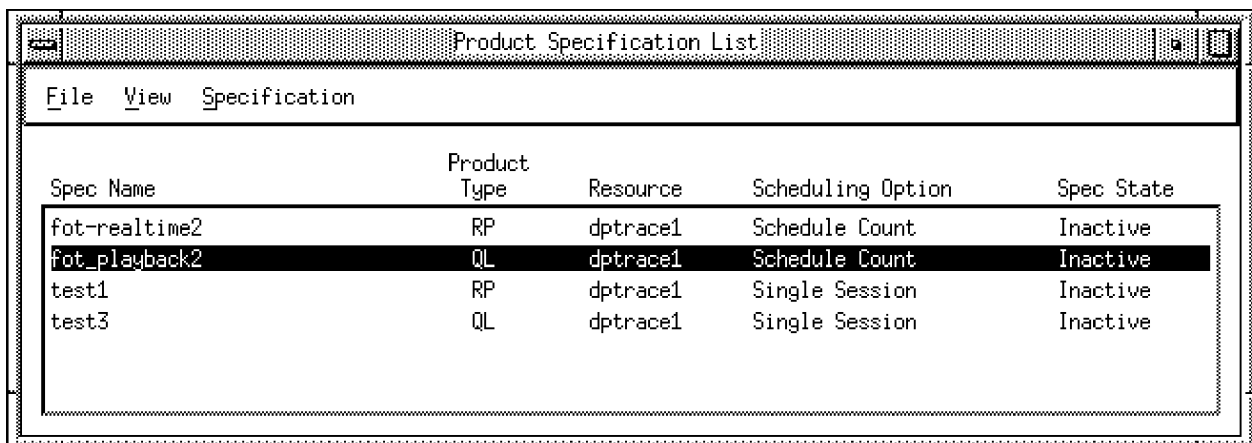 Product Specification List
File View Specification
Product
Spec Name Type Resource Scheduling Option Spec State
fot-realtime2 RP dptrace1 Schedule Count Inactive
fot_playback2 QL dptrace1 Schedule Count Inactive
test1 RP dptrace1 Single Session Inactive
test3 QL dptrace1 Single Session Inactive